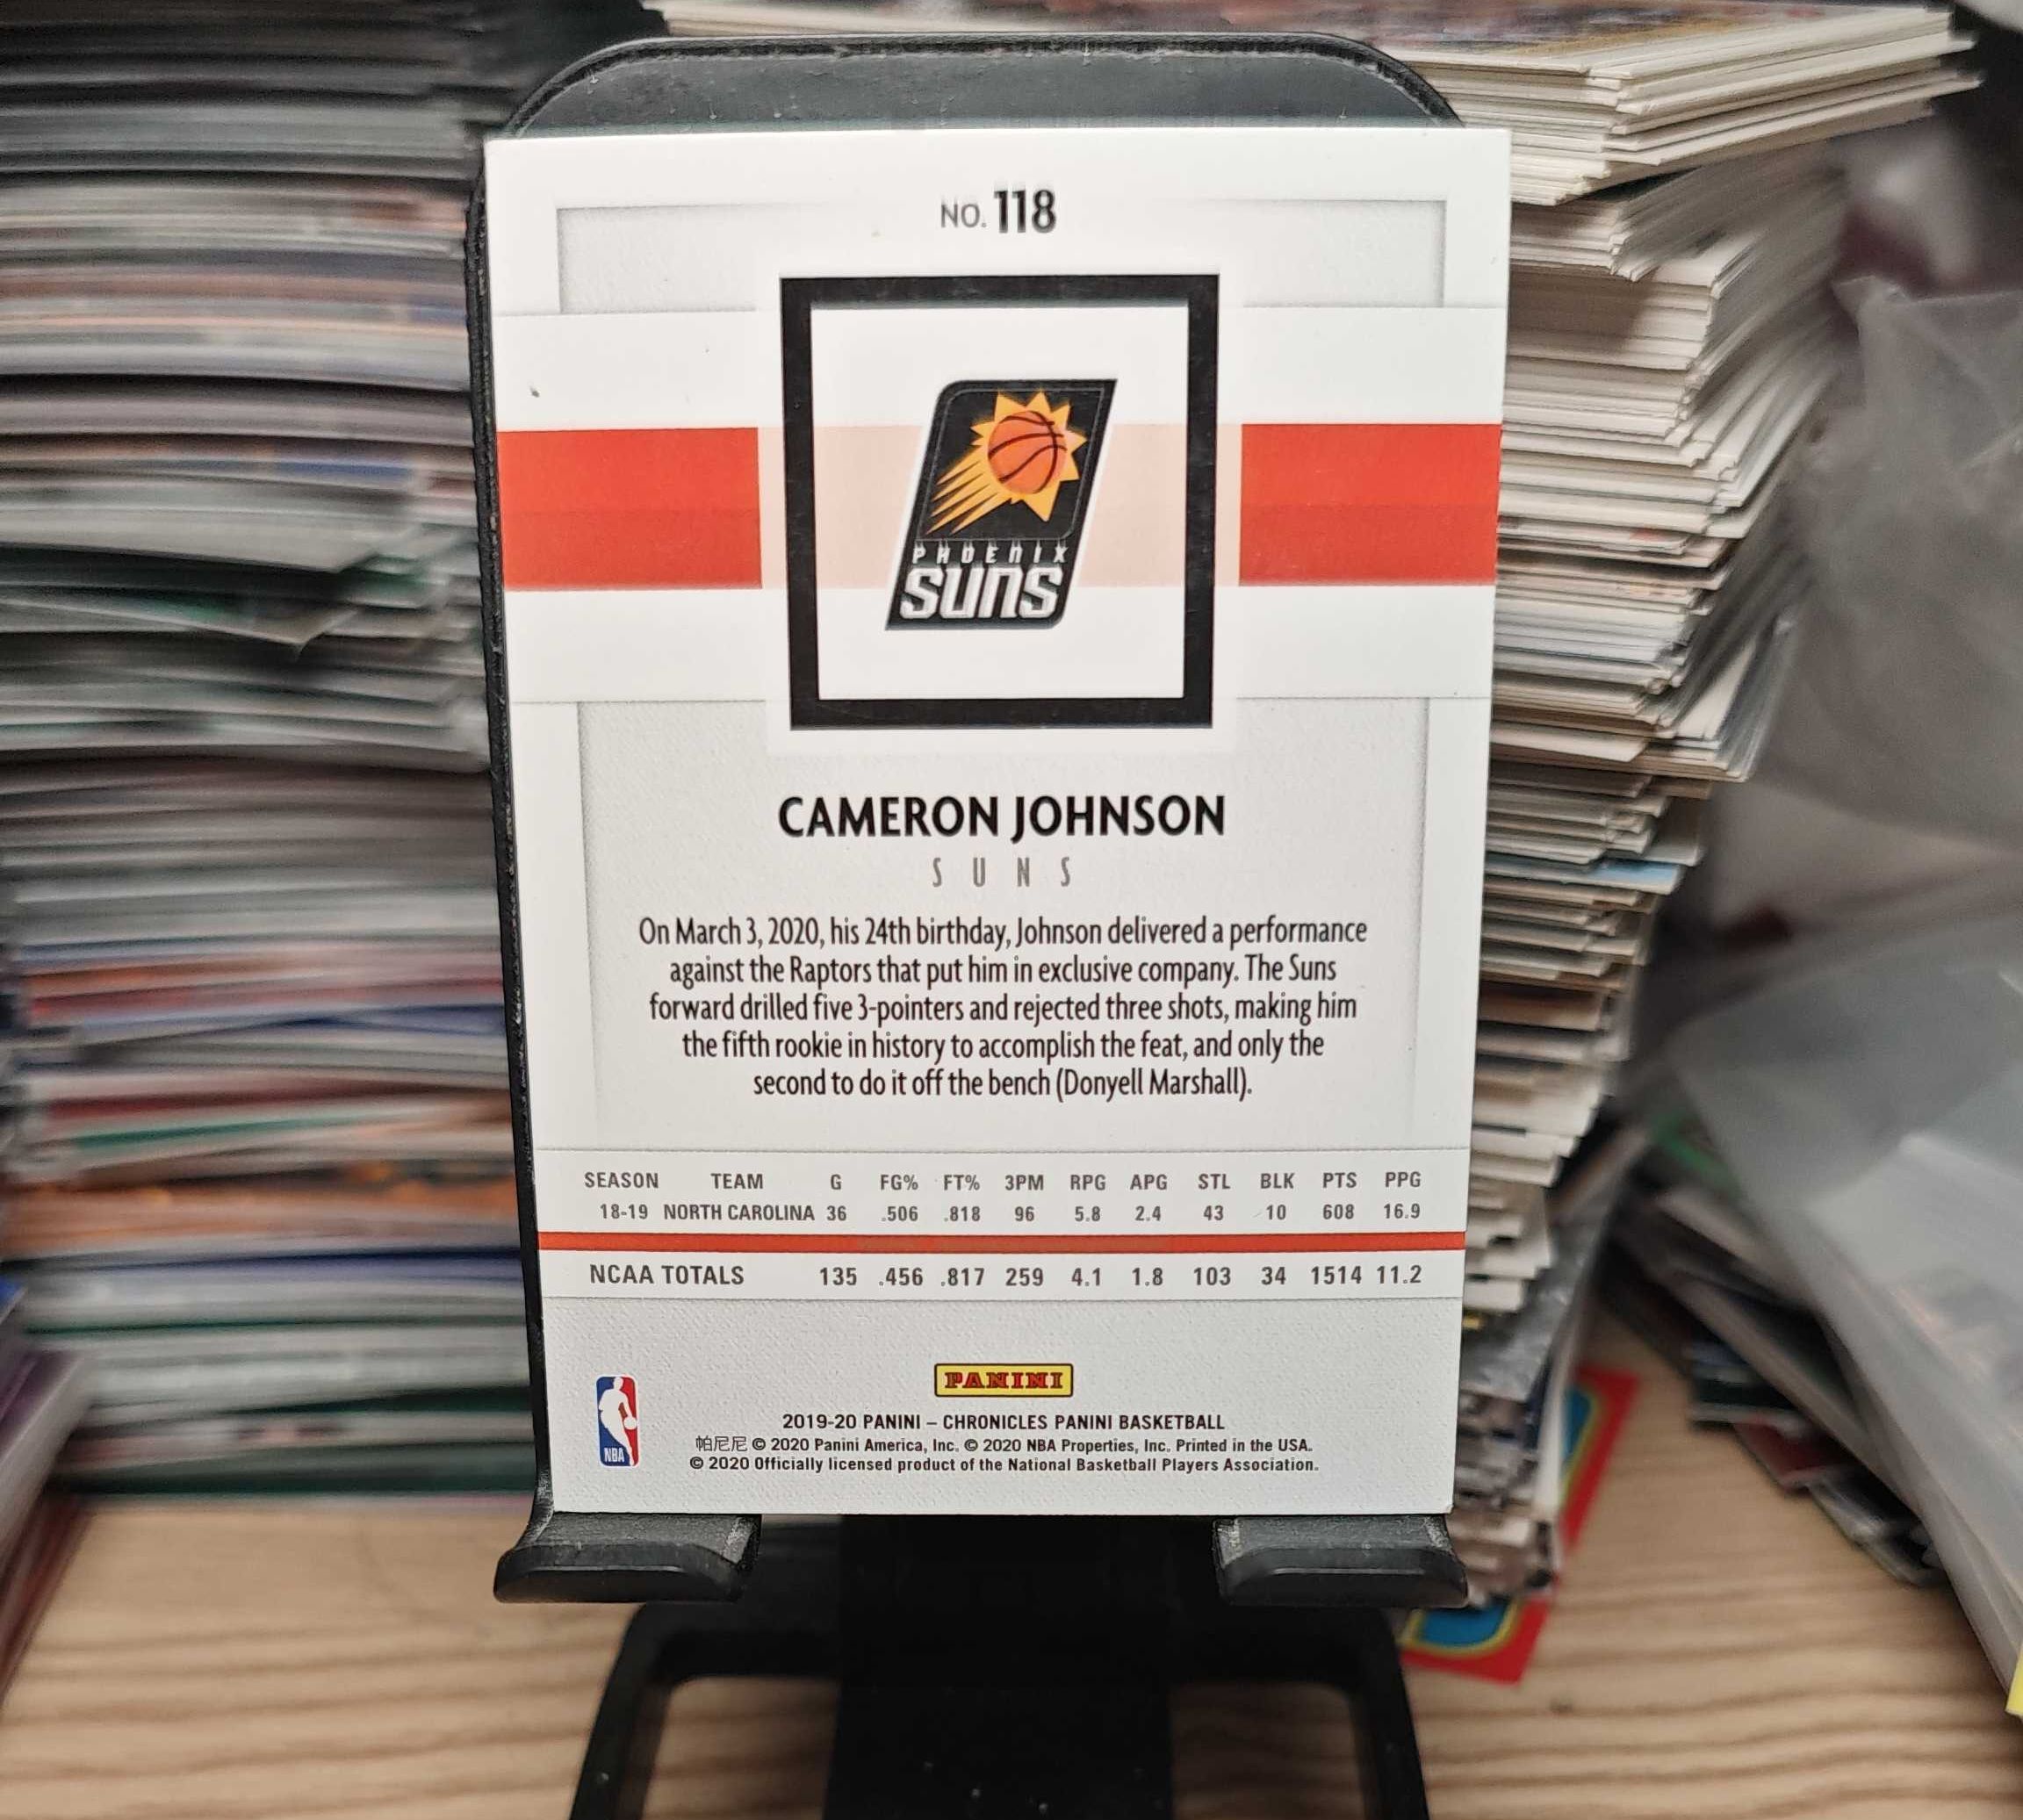 NO. 118
PHOENIX
SUNS
CAMERON JOHNSON
SUNS
On March 3, 2020, his 24th birthday, Johnson delivered a performance
against the Raptors that put him in exclusive company. The Suns
forward drilled five 3-pointers and rejected three shots, making him
the fifth rookie in history to accomplish the feat, and only the
second to do it off the bench (Donyell Marshall).
SEASON TEAM G FG% FT% 3PM RPG APG STL BLK PTS PPG
18-19 NORTH CAROLINA 36 .506 .818 96 5.8 2.4 43 10 608 16.9
NCAA TOTALS 135 .456 .817 259 4.1 1.8 103 34 1514 11.2
PANINI
NBA
2019-20 PANINI – CHRONICLES PANINI BASKETBALL
帕尼尼 © 2020 Panini America, Inc. © 2020 NBA Properties, Inc. Printed in the USA.
© 2020 Officially licensed product of the National Basketball Players Association.